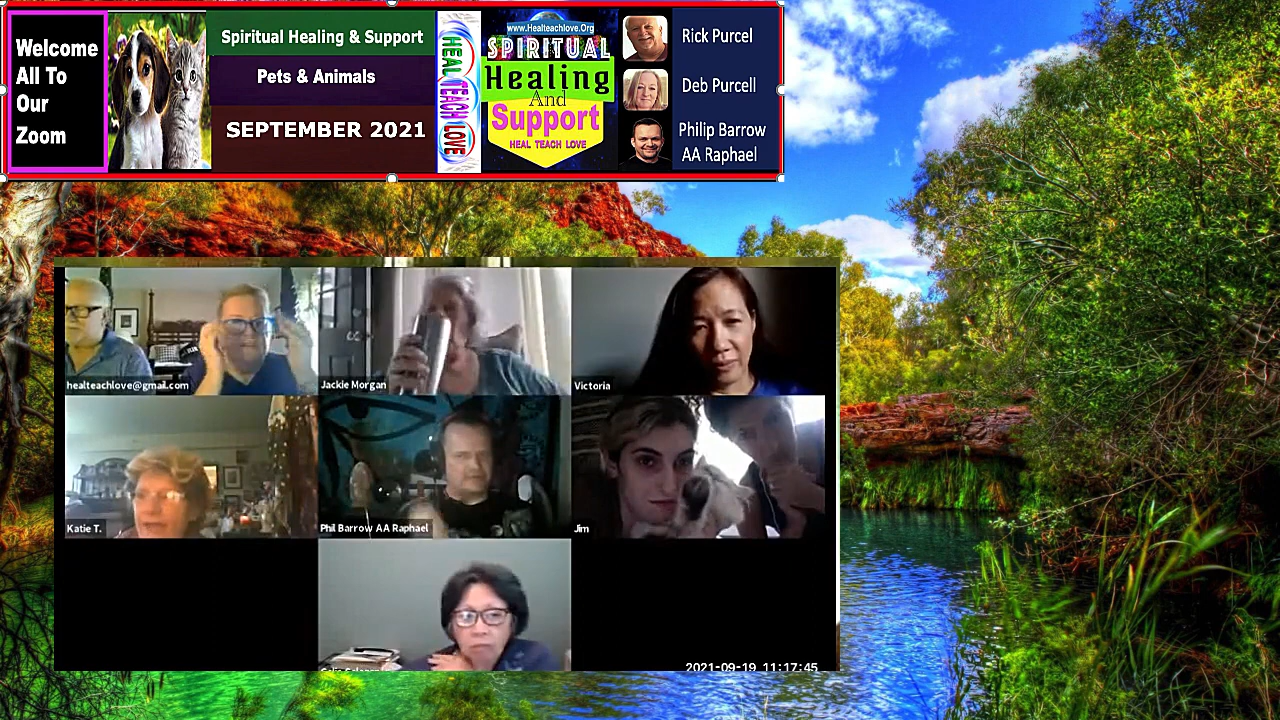 Welcome
All To
Our
Zoom
Spiritual Healing & Support
Pets & Animals
SEPTEMBER 2021
HEAL TEACH LOVE
www.Healteachlove.Org
SPIRITUAL
Healing
And
Support
HEAL TEACH LOVE
Rick Purcel
Deb Purcell
Philip Barrow
AA Raphael
healteachlove@gmail.com
Jackie Morgan
Victoria
Katie T.
Phil Barrow AA Raphael
Jim
2021-09-19 11:17:45